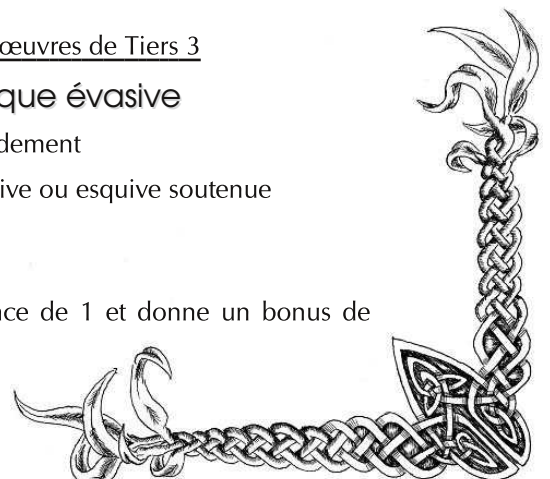 œuvres de Tiers 3
que évasive
dement
ive ou esquive soutenue
nce de 1 et donne un bonus de